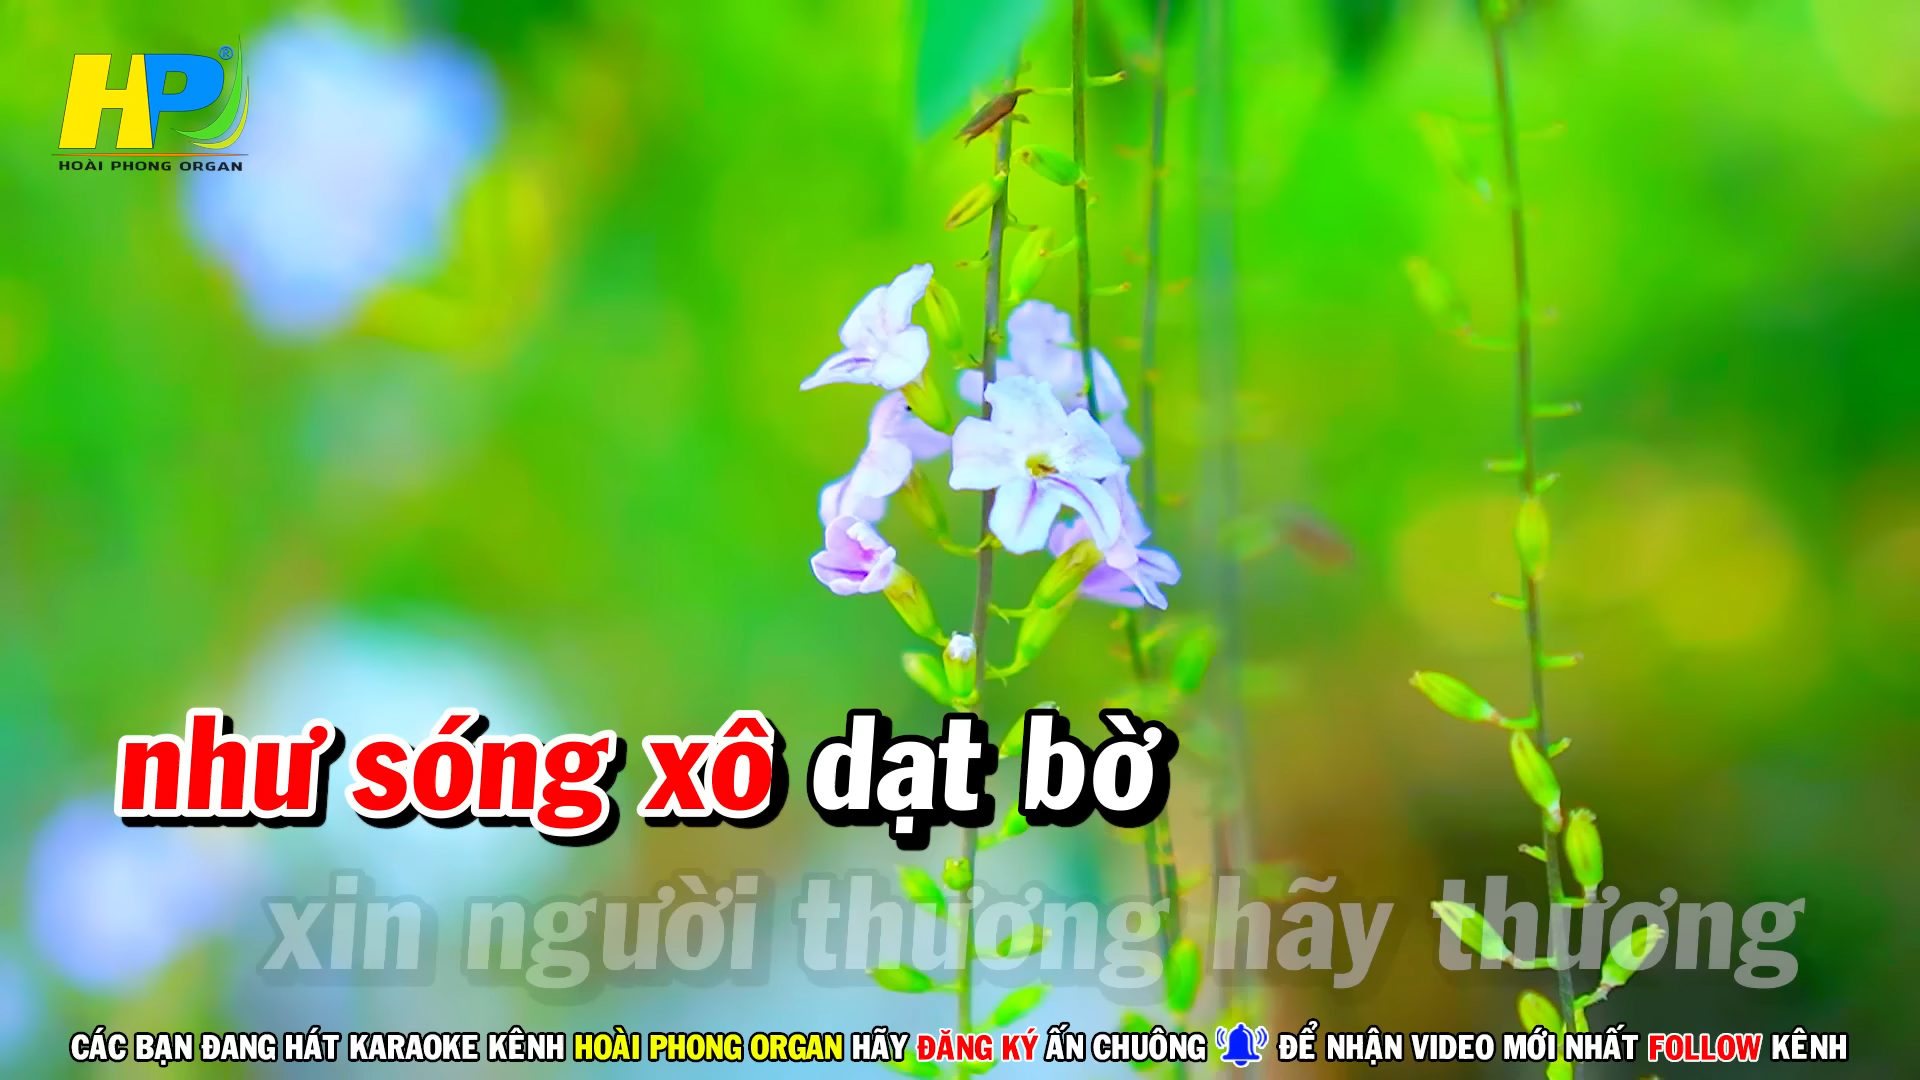 HP®
HOÀI PHONG ORGAN
như sóng xô dạt bờ
xin người thương hãy thương
CÁC BẠN ĐANG HÁT KARAOKE KÊNH HOÀI PHONG ORGAN HÃY ĐĂNG KÝ ẤN CHUÔNG ĐỂ NHẬN VIDEO MỚI NHẤT FOLLOW KÊNH